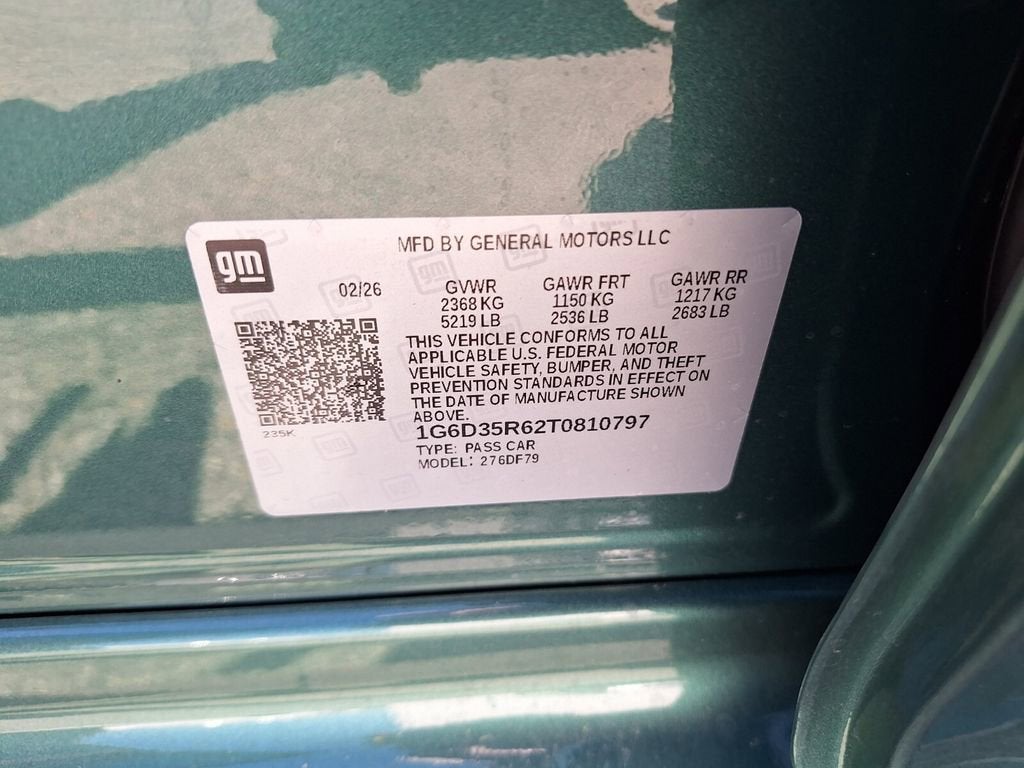 MFD BY GENERAL MOTORS LLC
gm
02/26
GVWR GAWR FRT GAWR RR
2368 KG 1150 KG 1217 KG
5219 LB 2536 LB 2683 LB
THIS VEHICLE CONFORMS TO ALL
APPLICABLE U.S. FEDERAL MOTOR
VEHICLE SAFETY, BUMPER, AND THEFT
PREVENTION STANDARDS IN EFFECT ON
THE DATE OF MANUFACTURE SHOWN
ABOVE.
1G6D35R62T0810797
235K
TYPE: PASS CAR
MODEL: 276DF79